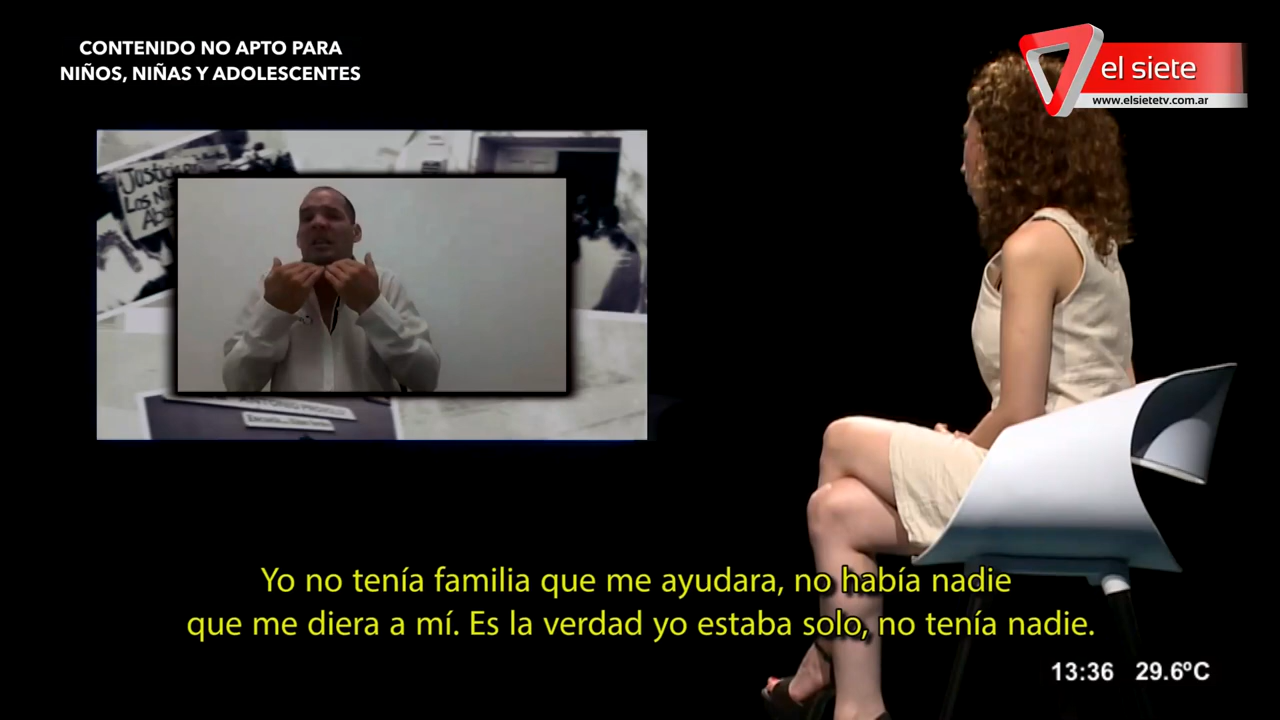 CONTENIDO NO APTO PARA
NIÑOS, NIÑAS Y ADOLESCENTES
el siete
www.elsietetv.com.ar
Yo no tenía familia que me ayudara, no había nadie
que me diera a mí. Es la verdad yo estaba solo, no tenía nadie.
13:36 29.6ºC